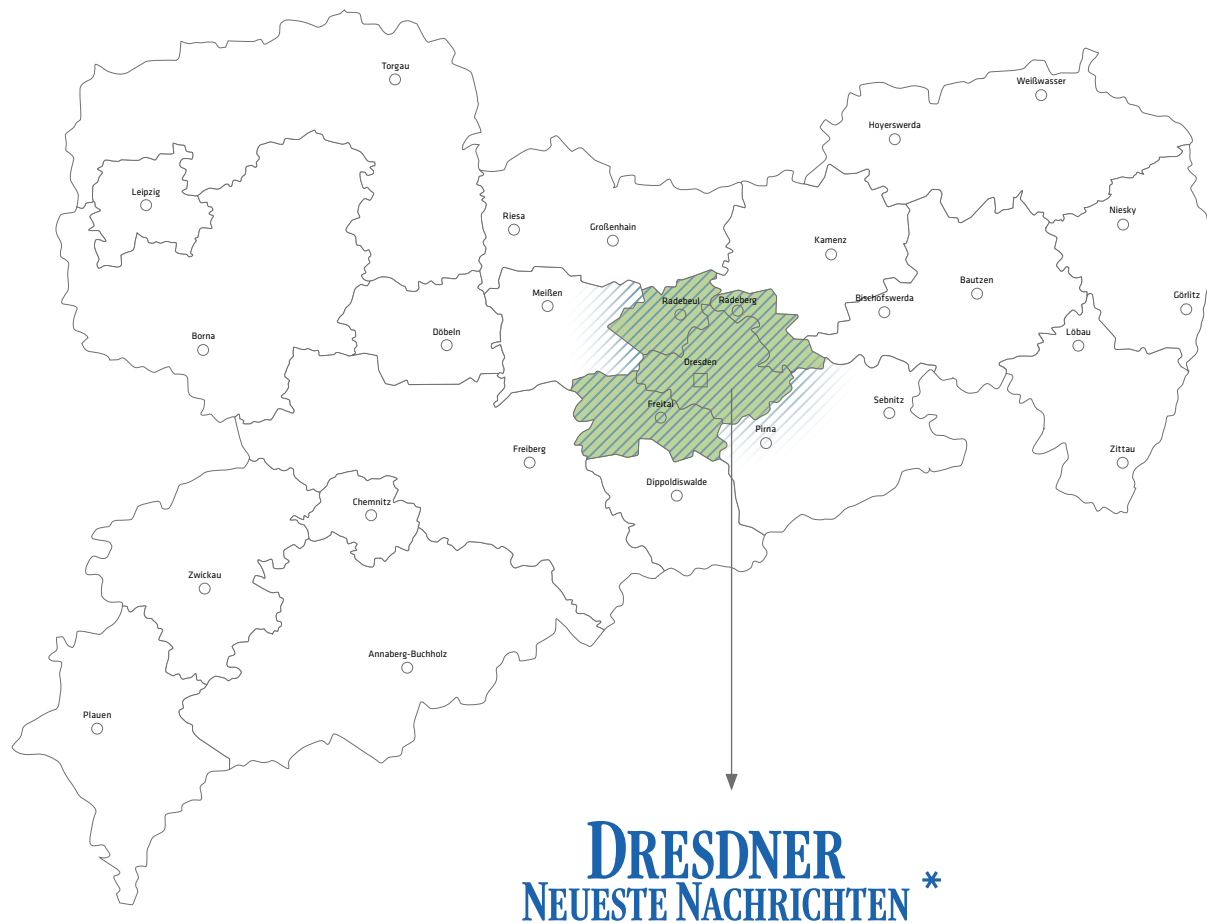 Torgau
Weißwasser
Hoyerswerda
Leipzig
Riesa
Großenhain
Niesky
Kamenz
Bautzen
Meißen
Radebeul
Radeberg
Bischofswerda
Görlitz
Borna
Döbeln
Löbau
Dresden
Freital
Sebnitz
Pirna
Freiberg
Zittau
Dippoldiswalde
Chemnitz
Zwickau
Annaberg-Buchholz
Plauen
DRESDNER
NEUESTE NACHRICHTEN *